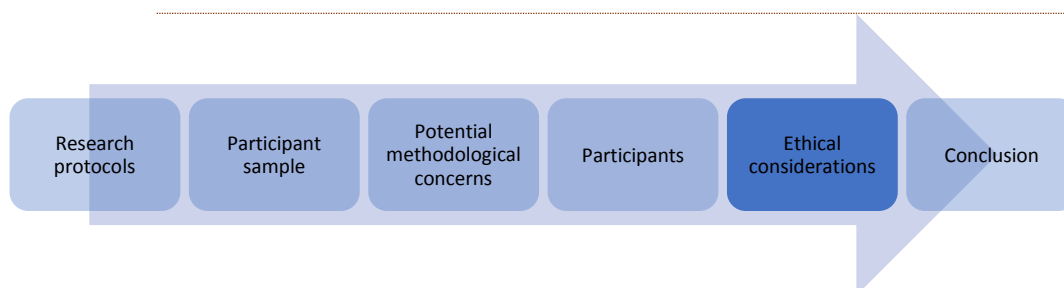 Research
protocols
Participant
sample
Potential
methodological
concerns
Participants
Ethical
considerations
Conclusion